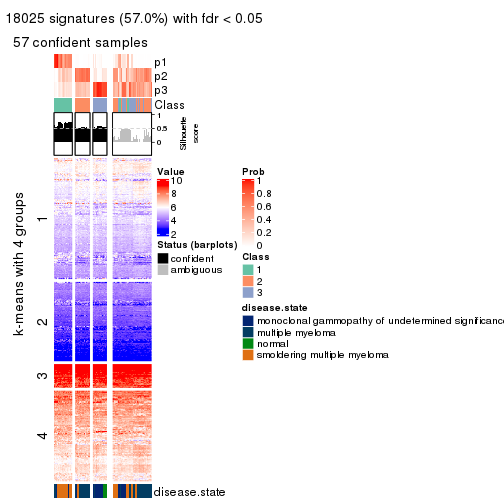 18025 signatures (57.0%) with fdr < 0.05
57 confident samples
p1
p2
p3
Class
1
0.5
0
Silhouette
score
k-means with 4 groups
1
2
3
4
disease.state
Value
10
8
6
4
2
Status (barplots)
confident
ambiguous
Prob
1
0.8
0.6
0.4
0.2
0
Class
1
2
3
disease.state
monoclonal gammopathy of undetermined significance
multiple myeloma
normal
smoldering multiple myeloma